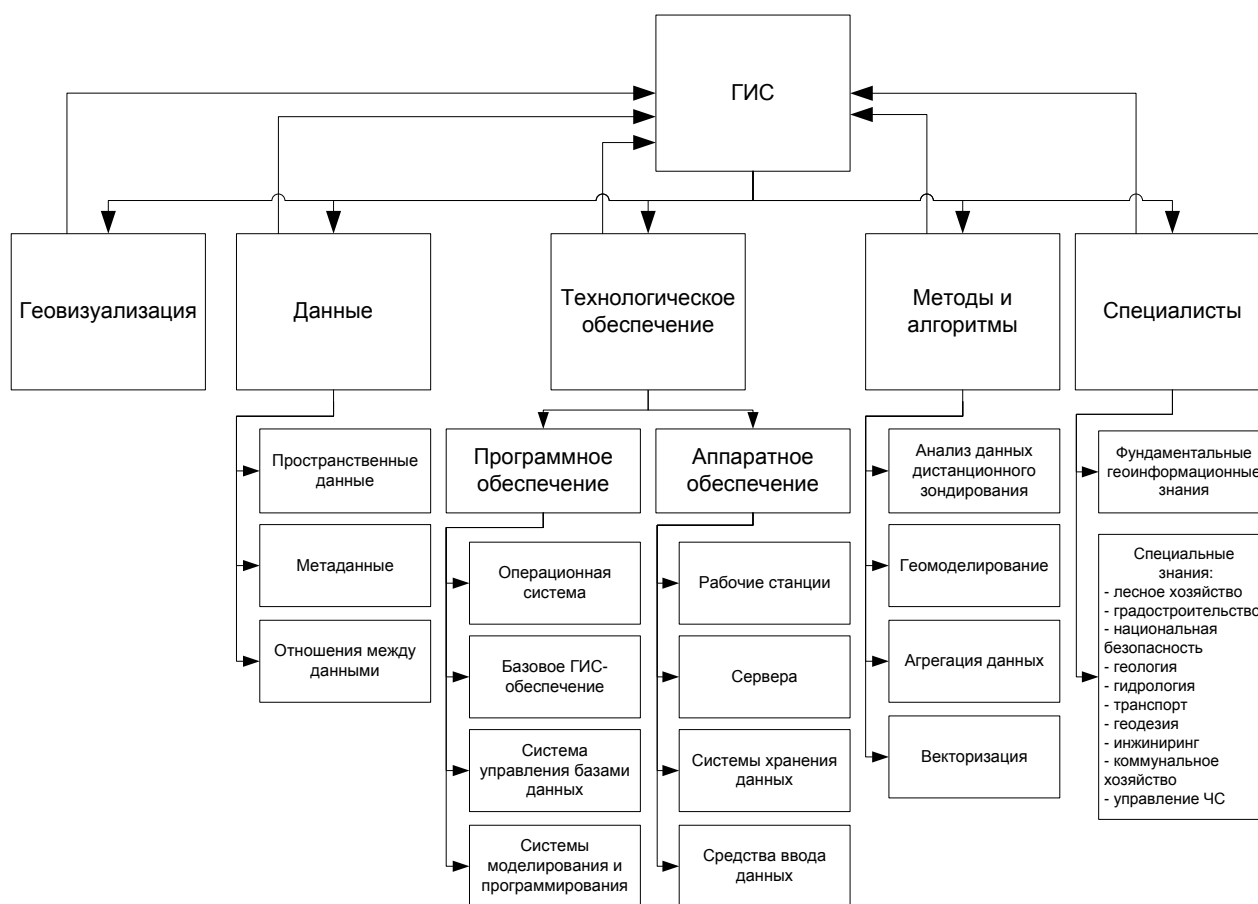 ГИС
Геовизуализация
Данные
Технологическое
обеспечение
Методы и
алгоритмы
Специалисты
Пространственные
данные
Метаданные
Отношения между
данными
Программное
обеспечение
Операционная
система
Базовое ГИС-
обеспечение
Система
управления базами
данных
Системы
моделирования и
программирования
Аппаратное
обеспечение
Рабочие станции
Сервера
Системы хранения
данных
Средства ввода
данных
Анализ данных
дистанционного
зондирования
Геомоделирование
Агрегация данных
Векторизация
Фундаментальные
геоинформационные
знания
Специальные
знания:
- лесное хозяйство
- градостроительство
- национальная
безопасность
- геология
- гидрология
- транспорт
- геодезия
- инжиниринг
- коммунальное
хозяйство
- управление ЧС